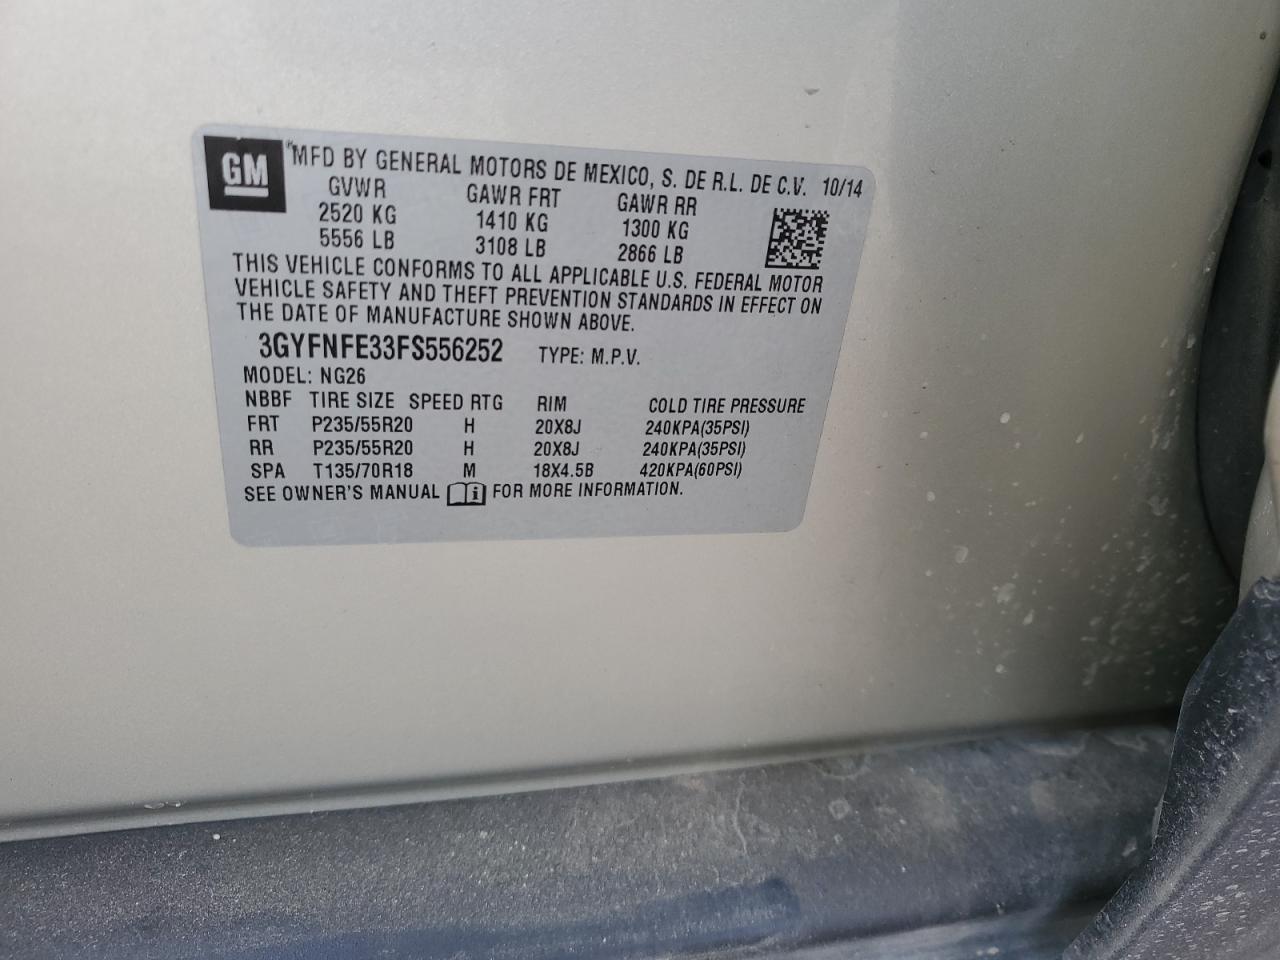 GM
MFD BY GENERAL MOTORS DE MEXICO, S. DE R.L. DE C.V. 10/14
GVWR GAWR FRT GAWR RR
2520 KG 1410 KG 1300 KG
5556 LB 3108 LB 2866 LB
THIS VEHICLE CONFORMS TO ALL APPLICABLE U.S. FEDERAL MOTOR
VEHICLE SAFETY AND THEFT PREVENTION STANDARDS IN EFFECT ON
THE DATE OF MANUFACTURE SHOWN ABOVE.
3GYFNFE33FS556252 TYPE: M.P.V.
MODEL: NG26
NBBF TIRE SIZE SPEED RTG RIM COLD TIRE PRESSURE
FRT P235/55R20 H 20X8J 240KPA(35PSI)
RR P235/55R20 H 20X8J 240KPA(35PSI)
SPA T135/70R18 M 18X4.5B 420KPA(60PSI)
SEE OWNER'S MANUAL FOR MORE INFORMATION.